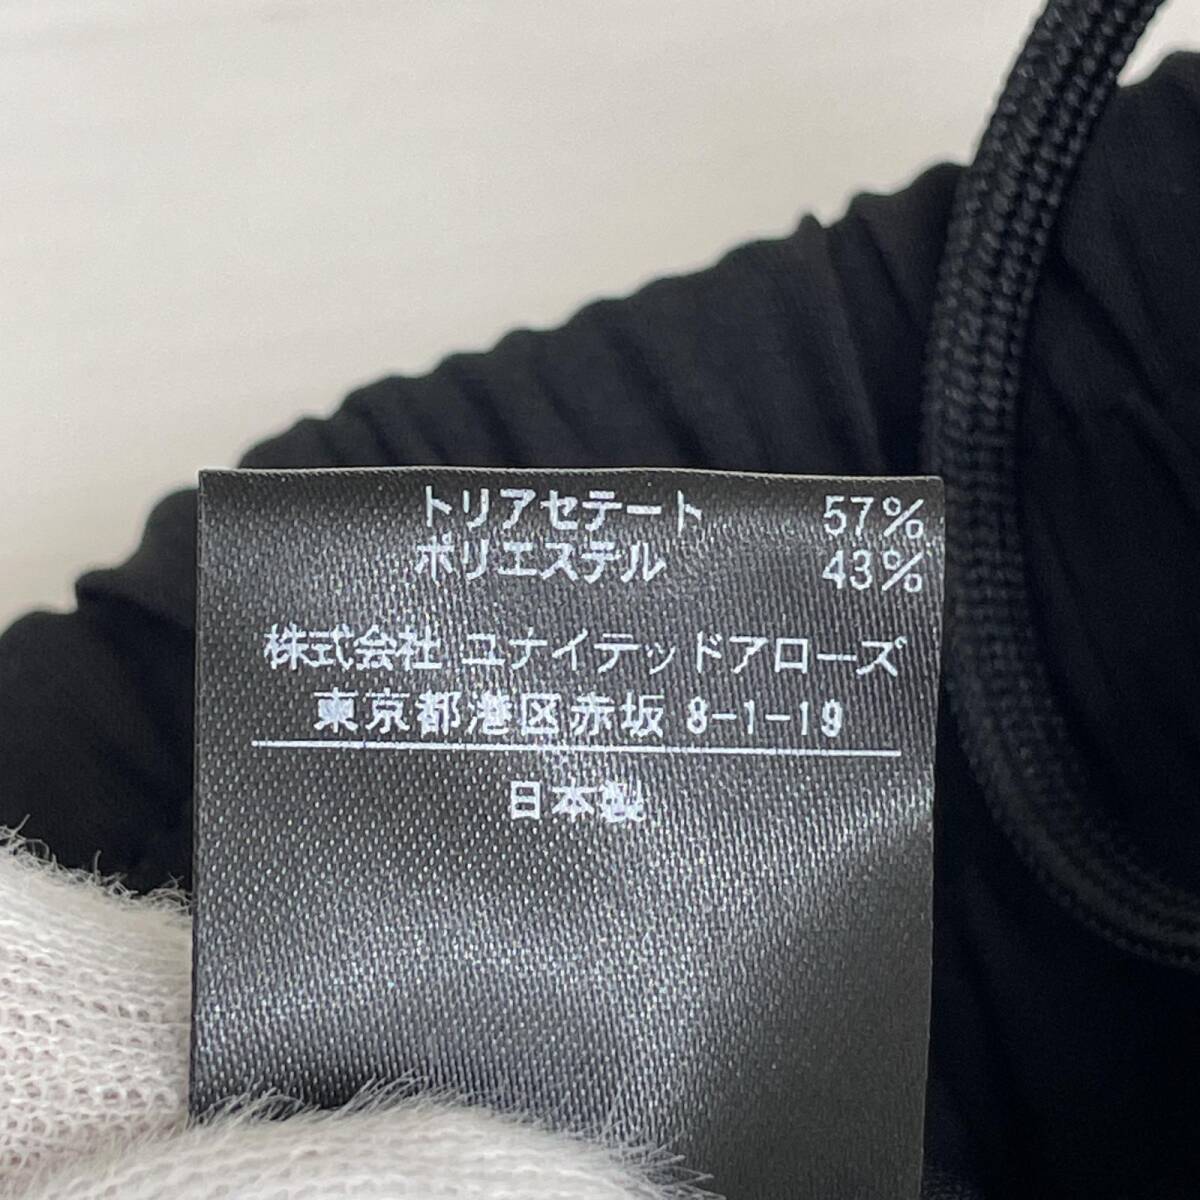 トリアセテート 57%
ポリエステル 43%
株式会社 ユナイテッドアローズ
東京都港区赤坂 8-1-19
日本製